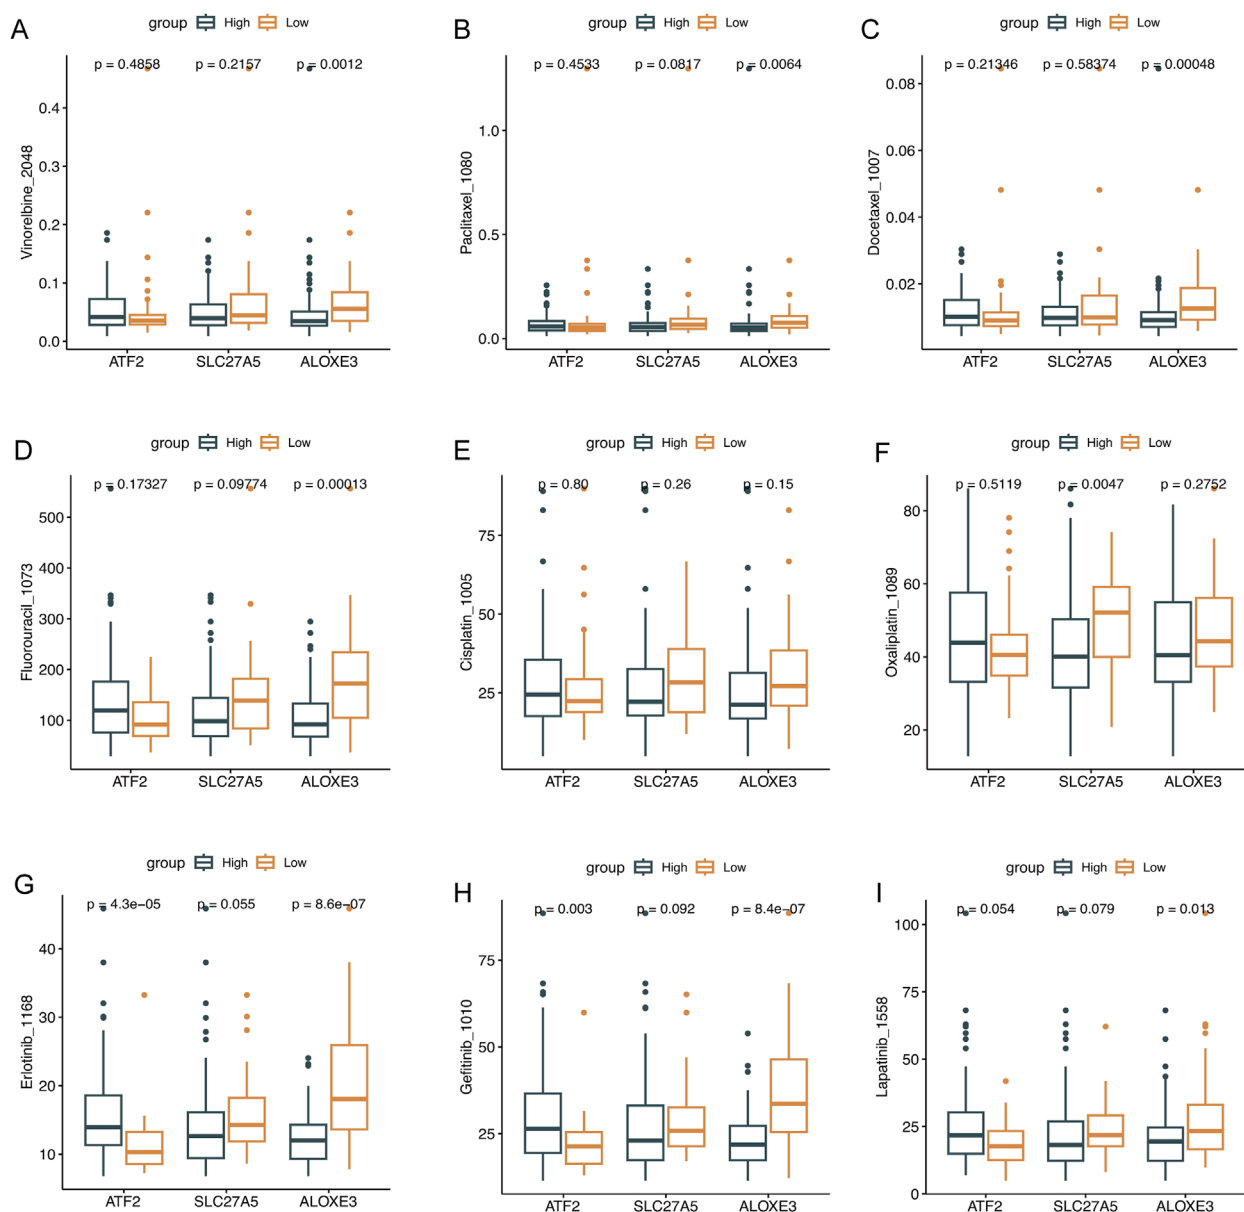 A
group High Low
p = 0.4858 p = 0.2157 p = 0.0012
Vinorelbine_2048
0.4
0.3
0.2
0.1
0.0
ATF2 SLC27A5 ALOXE3
B
group High Low
p = 0.4533 p = 0.0817 p = 0.0064
Paclitaxel_1080
1.0
0.5
0.0
ATF2 SLC27A5 ALOXE3
C
group High Low
p = 0.21346 p = 0.58374 p = 0.00048
Docetaxel_1007
0.08
0.06
0.04
0.02
ATF2 SLC27A5 ALOXE3
D
group High Low
p = 0.17327 p = 0.09774 p = 0.00013
Fluorouracil_1073
500
400
300
200
100
ATF2 SLC27A5 ALOXE3
E
group High Low
p = 0.80 p = 0.26 p = 0.15
Cisplatin_1005
75
50
25
ATF2 SLC27A5 ALOXE3
F
group High Low
p = 0.5119 p = 0.0047 p = 0.2752
Oxaliplatin_1089
80
60
40
20
ATF2 SLC27A5 ALOXE3
G
group High Low
p = 4.3e−05 p = 0.055 p = 8.6e−07
Erlotinib_1168
40
30
20
10
ATF2 SLC27A5 ALOXE3
H
group High Low
p = 0.003 p = 0.092 p = 8.4e−07
Gefitinib_1010
75
50
25
ATF2 SLC27A5 ALOXE3
I
group High Low
p = 0.054 p = 0.079 p = 0.013
Lapatinib_1558
100
75
50
25
0
ATF2 SLC27A5 ALOXE3